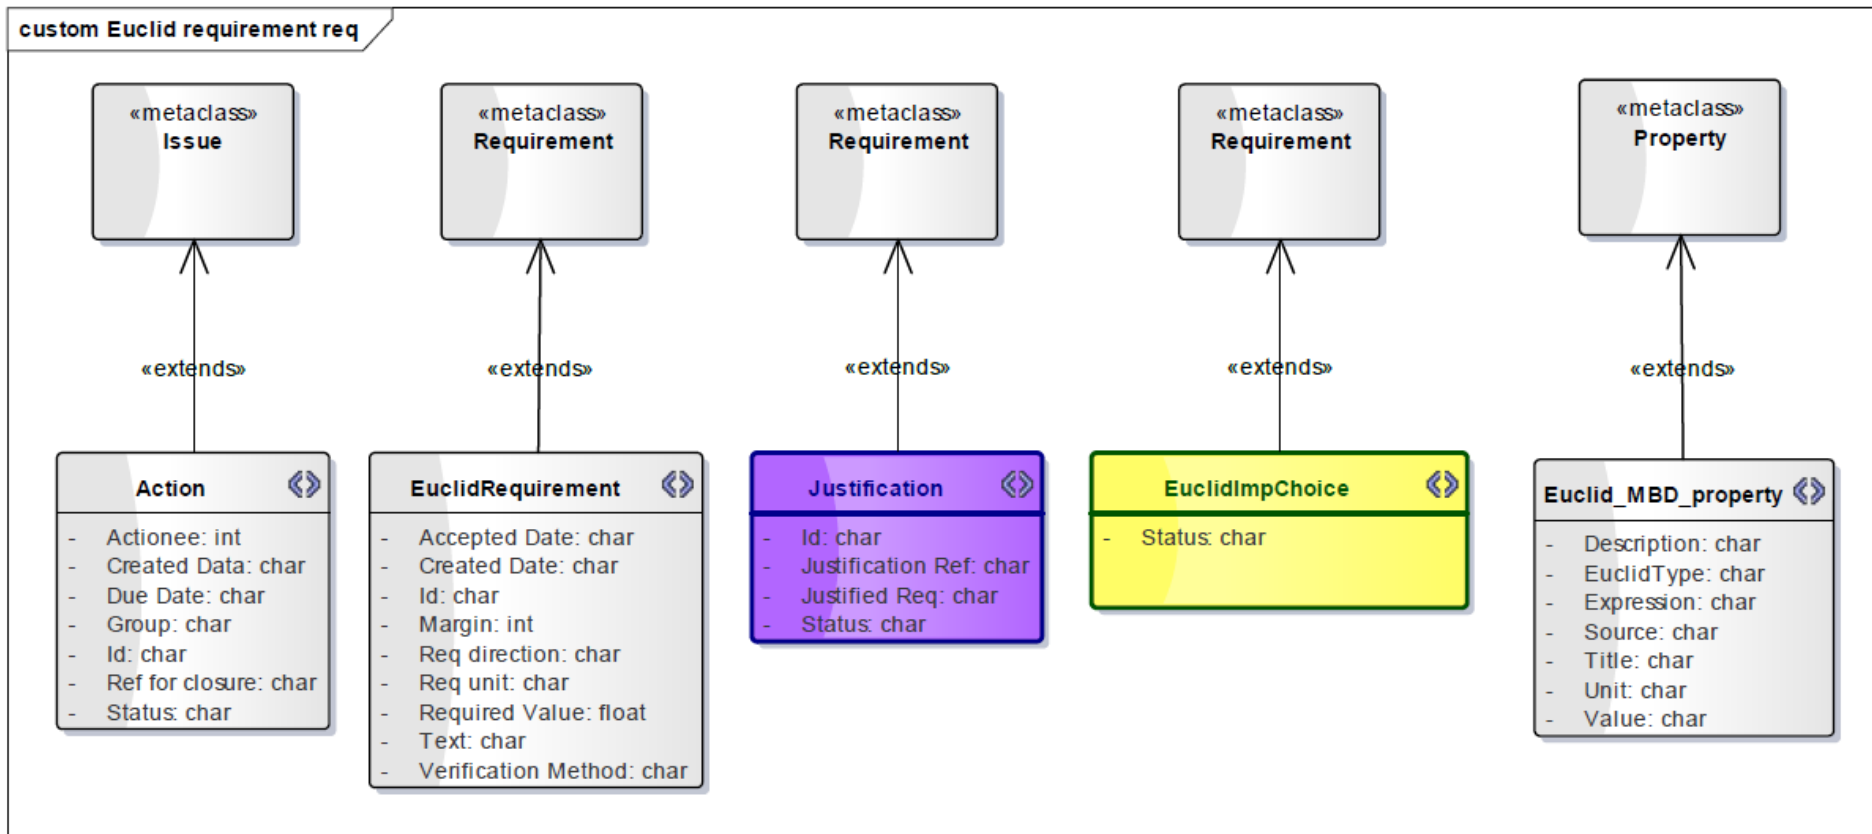 custom Euclid requirement req
«metaclass»
Issue
«metaclass»
Requirement
«metaclass»
Requirement
«metaclass»
Requirement
«metaclass»
Property
«extends»
«extends»
«extends»
«extends»
«extends»
Action
- Actionee: int
- Created Data: char
- Due Date: char
- Group: char
- Id: char
- Ref for closure: char
- Status: char
EuclidRequirement
- Accepted Date: char
- Created Date: char
- Id: char
- Margin: int
- Req direction: char
- Req unit: char
- Required Value: float
- Text: char
- Verification Method: char
Justification
- Id: char
- Justification Ref: char
- Justified Req: char
- Status: char
EuclidImpChoice
- Status: char
Euclid_MBD_property
- Description: char
- EuclidType: char
- Expression: char
- Source: char
- Title: char
- Unit: char
- Value: char